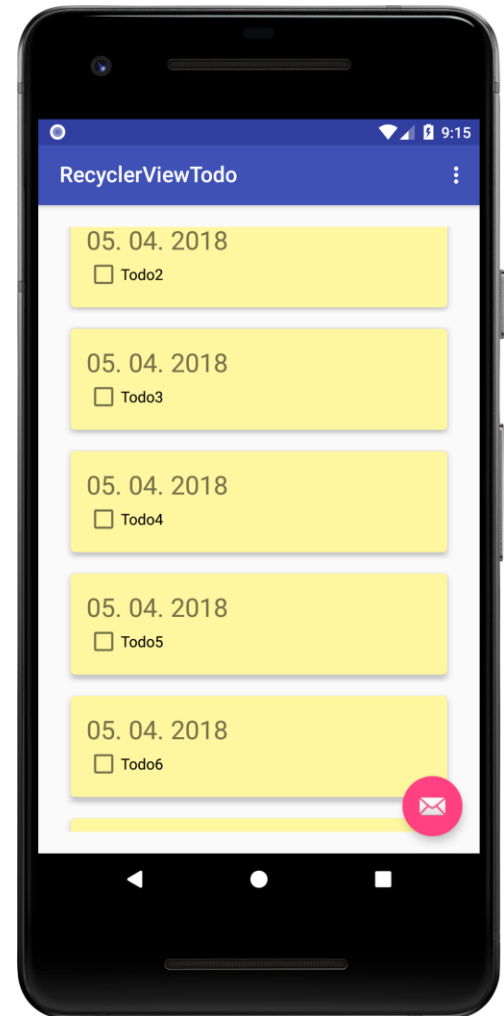 9:15
RecyclerViewTodo
05. 04. 2018
Todo2
05. 04. 2018
Todo3
05. 04. 2018
Todo4
05. 04. 2018
Todo5
05. 04. 2018
Todo6